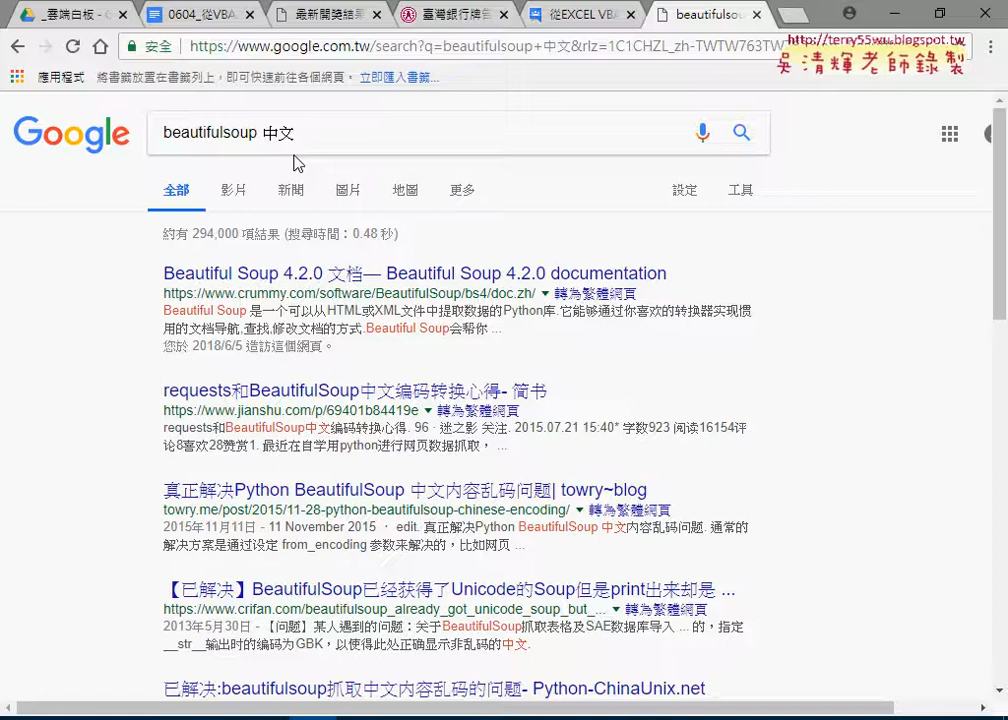 _雲端白板 - G
0604_從VBA
最新開獎結果
臺灣銀行牌告
從EXCEL VBA
beautifulsou
安全
https://www.google.com.tw/search?q=beautifulsoup+中文&rlz=1C1CHZL_zh-TWTW763TW
http://terry55wu.blogspot.tw
吳清輝老師錄製
應用程式
將書籤放置在書籤列上，即可快速前往各個網頁。
立即匯入書籤...
Google
beautifulsoup 中文
全部 影片 新聞 圖片 地圖 更多 設定 工具
約有 294,000 項結果 (搜尋時間：0.48 秒)
Beautiful Soup 4.2.0 文档— Beautiful Soup 4.2.0 documentation
https://www.crummy.com/software/BeautifulSoup/bs4/doc.zh/ ▼ 轉為繁體網頁
Beautiful Soup 是一个可以从HTML或XML文件中提取数据的Python库.它能够通过你喜欢的转换器实现惯
用的文档导航,查找,修改文档的方式.Beautiful Soup会帮你 ...
您於 2018/6/5 造訪這個網頁。
requests和BeautifulSoup中文编码转换心得- 简书
https://www.jianshu.com/p/69401b84419e ▼ 轉為繁體網頁
requests和BeautifulSoup中文编码转换心得. 96 · 迷之影 关注. 2015.07.21 15:40* 字数923 阅读16154评
论8喜欢28赞赏1. 最近在自学用python进行网页数据抓取， ...
真正解决Python BeautifulSoup 中文内容乱码问题| towry~blog
towry.me/post/2015/11-28-python-beautifulsoup-chinese-encoding/ ▼ 轉為繁體網頁
2015年11月11日 - 11 November 2015 · edit. 真正解决Python BeautifulSoup 中文内容乱码问题. 通常的
解决方案是通过设定 from_encoding 参数来解决的，比如网页 ...
【已解决】BeautifulSoup已经获得了Unicode的Soup但是print出来却是 ...
https://www.crifan.com/beautifulsoup_already_got_unicode_soup_but_... ▼ 轉為繁體網頁
2013年5月30日 - 【问题】某人遇到的问题：关于BeautifulSoup抓取表格及SAE数据库导入 ... 的，指定
__str__输出时的编码为GBK，以使得此处正确显示非乱码的中文.
已解决:beautifulsoup抓取中文内容乱码的问题- Python-ChinaUnix.net